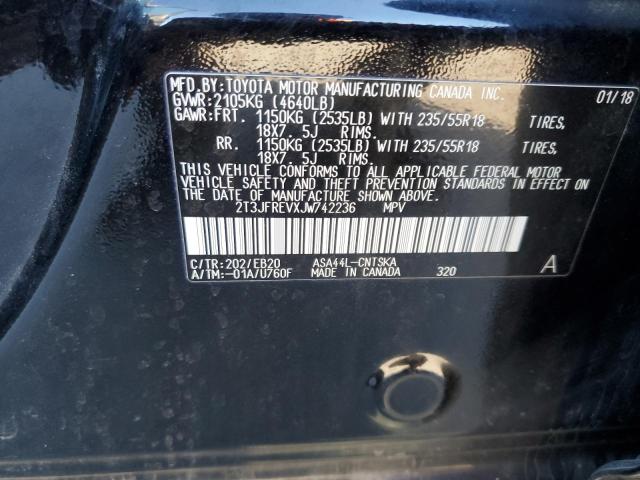 MFD.BY:TOYOTA MOTOR MANUFACTURING CANADA INC. 01/18
GVWR:2105KG (4640LB)
GAWR:FRT. 1150KG (2535LB) WITH 235/55R18 TIRES,
18X7. 5J RIMS.
RR. 1150KG (2535LB) WITH 235/55R18 TIRES,
18X7. 5J RIMS.
THIS VEHICLE CONFORMS TO ALL APPLICABLE FEDERAL MOTOR
VEHICLE SAFETY AND THEFT PREVENTION STANDARDS IN EFFECT ON
THE DATE OF MANUFACTURE SHOWN ABOVE.
2T3JFREVXJW742236 MPV
C/TR:202/EB20 ASA44L-CNTSKA
A/TM:-01A/U760F MADE IN CANADA 320 A